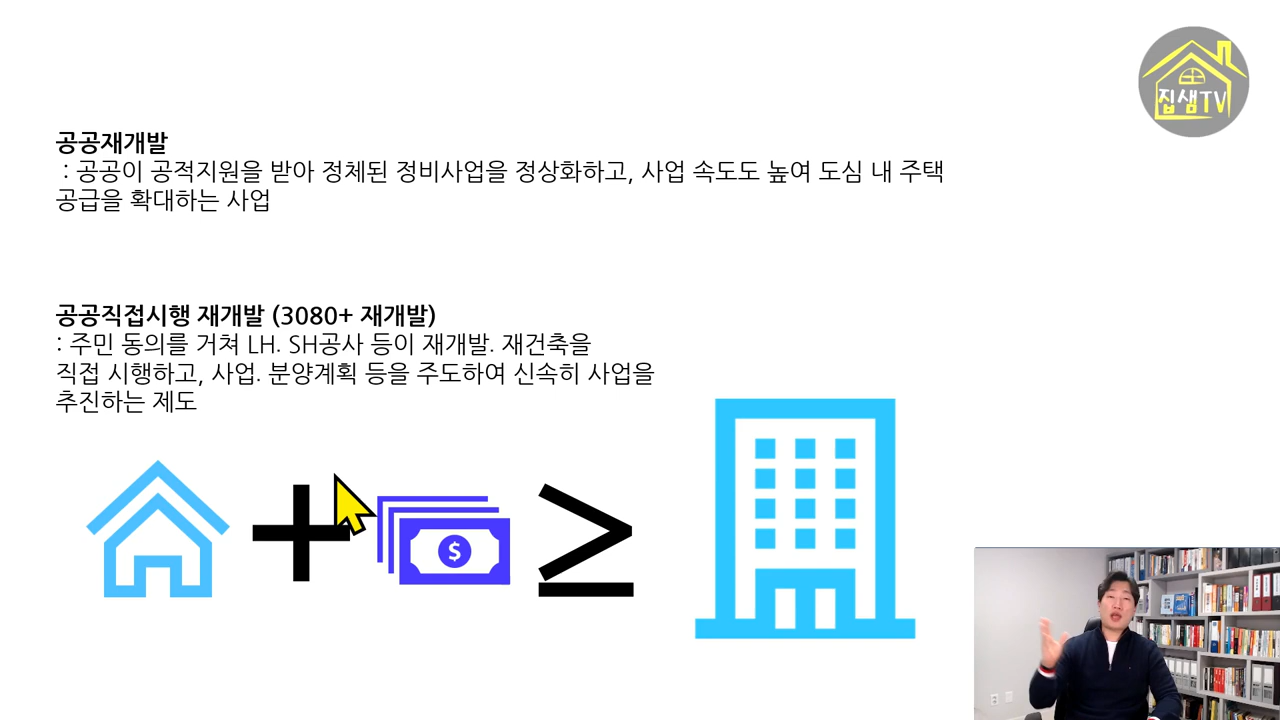 집샘TV
공공재개발
: 공공이 공적지원을 받아 정체된 정비사업을 정상화하고, 사업 속도도 높여 도심 내 주택
공급을 확대하는 사업
공공직접시행 재개발 (3080+ 재개발)
: 주민 동의를 거쳐 LH. SH공사 등이 재개발. 재건축을
직접 시행하고, 사업. 분양계획 등을 주도하여 신속히 사업을
추진하는 제도
+ $ ≥